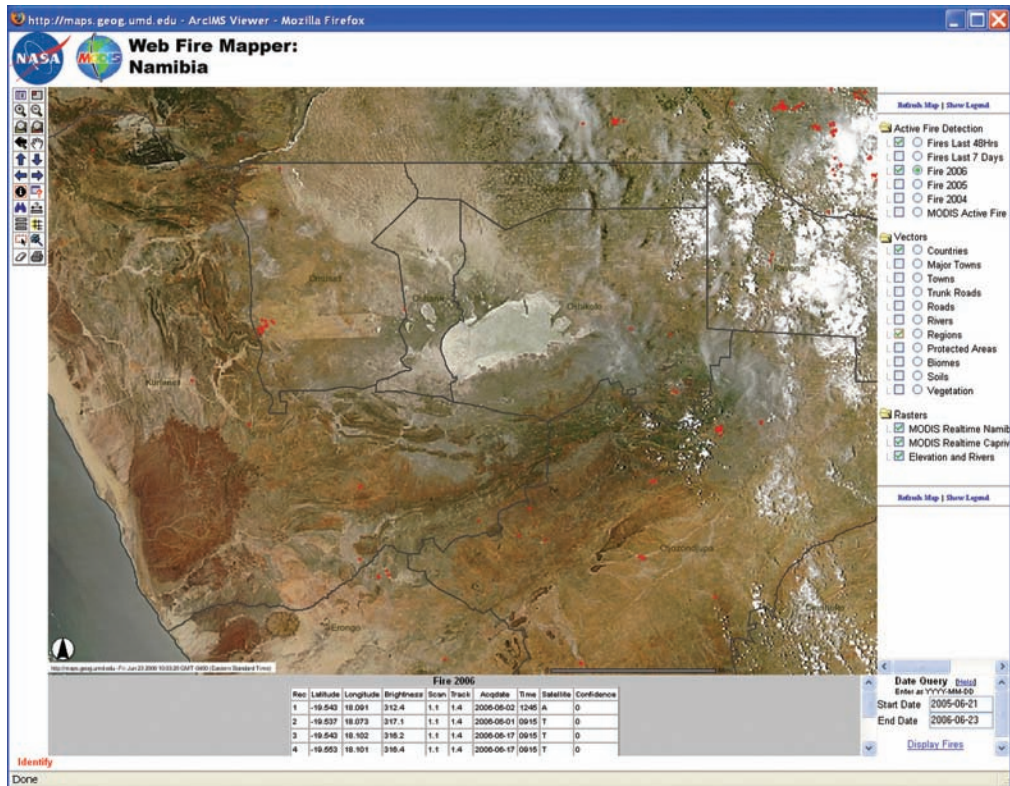 http://maps.geog.umd.edu - ArcIMS Viewer - Mozilla Firefox
NASA
MODIS
Web Fire Mapper:
Namibia
Refresh Map | Show Legend
Active Fire Detection
Fires Last 48Hrs
Fires Last 7 Days
Fire 2006
Fire 2005
Fire 2004
MODIS Active Fire
Vectors
Countries
Major Towns
Towns
Trunk Roads
Roads
Rivers
Regions
Protected Areas
Biomes
Soils
Vegetation
Rasters
MODIS Realtime Namib
MODIS Realtime Capriv
Elevation and Rivers
Refresh Map | Show Legend
Oshikoto
Kunene
Otjozondjupa
Erongo
Fire 2006
Rec Latitude Longitude Brightness Scan Track Acqdate Time Satellite Confidence
1 -19.543 18.091 312.4 1.1 1.4 2006-06-02 1245 A 0
2 -19.537 18.073 317.1 1.1 1.4 2006-06-01 0915 T 0
3 -19.543 18.102 316.2 1.1 1.4 2006-06-17 0915 T 0
4 -19.553 18.101 316.4 1.1 1.4 2006-06-17 0915 T 0
Date Query
Enter as YYYY-MM-DD
Start Date 2005-06-21
End Date 2006-06-23
Display Fires
Identify
Done